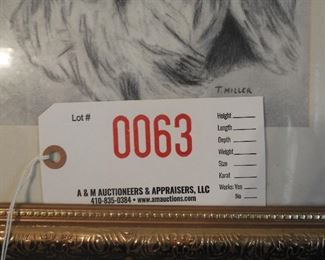 T. MILLER
Lot #
0063
Height
Length
Depth
Weight
Size
Karat
Works: Yes
No
A & M AUCTIONEERS & APPRAISERS, LLC
410-835-0384 • www.amauctions.com